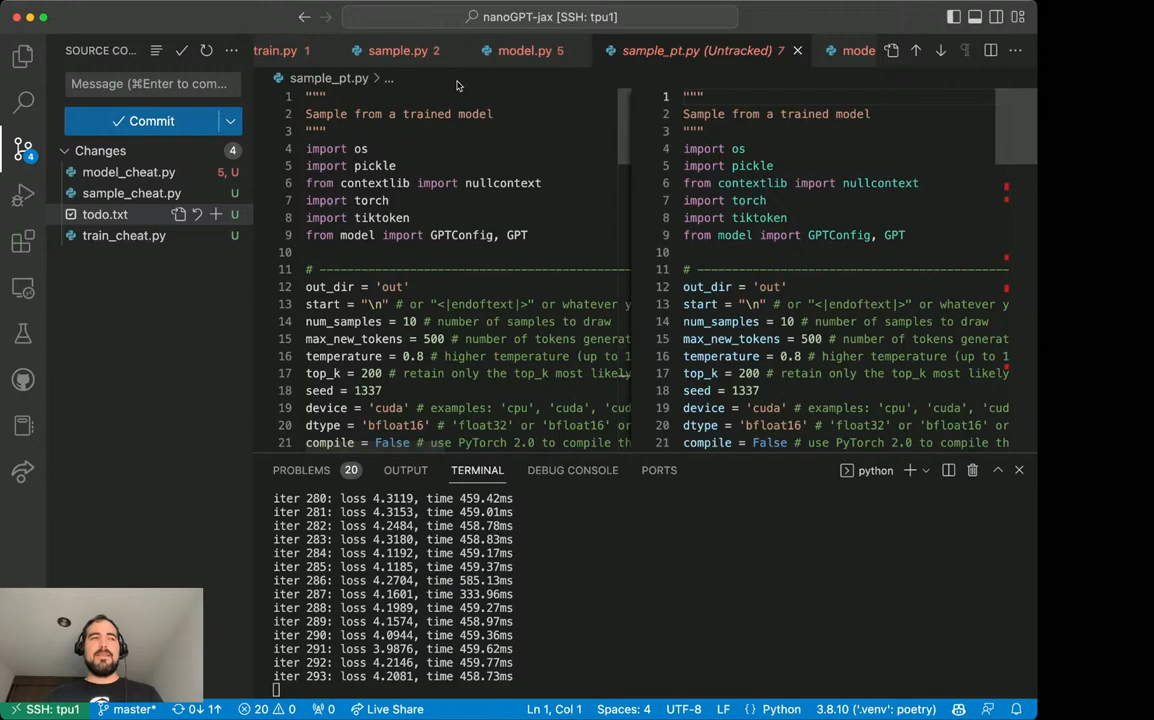 nanoGPT-jax [SSH: tpu1]
SOURCE CO...
train.py 1
sample.py 2
model.py 5
sample_pt.py (Untracked) 7
mode
sample_pt.py > ...
Message (⌘Enter to com...
Commit
Changes 4
model_cheat.py 5, U
sample_cheat.py U
todo.txt U
train_cheat.py U
4
1 """
2 Sample from a trained model
3 """
4 import os
5 import pickle
6 from contextlib import nullcontext
7 import torch
8 import tiktoken
9 from model import GPTConfig, GPT
10
11 # -----------------------------------------
12 out_dir = 'out'
13 start = "\n" # or "<|endoftext|>" or whatever y
14 num_samples = 10 # number of samples to draw
15 max_new_tokens = 500 # number of tokens generat
16 temperature = 0.8 # higher temperature (up to 1
17 top_k = 200 # retain only the top_k most likely
18 seed = 1337
19 device = 'cuda' # examples: 'cpu', 'cuda', 'cuc
20 dtype = 'bfloat16' # 'float32' or 'bfloat16' or
21 compile = False # use PyTorch 2.0 to compile th
1 """
2 Sample from a trained model
3 """
4 import os
5 import pickle
6 from contextlib import nullcontext
7 import torch
8 import tiktoken
9 from model import GPTConfig, GPT
10
11 # -----------------------------------------
12 out_dir = 'out'
13 start = "\n" # or "<|endoftext|>" or whatever y
14 num_samples = 10 # number of samples to draw
15 max_new_tokens = 500 # number of tokens generat
16 temperature = 0.8 # higher temperature (up to 1
17 top_k = 200 # retain only the top_k most likely
18 seed = 1337
19 device = 'cuda' # examples: 'cpu', 'cuda', 'cud
20 dtype = 'bfloat16' # 'float32' or 'bfloat16' or
21 compile = False # use PyTorch 2.0 to compile th
PROBLEMS 20 OUTPUT TERMINAL DEBUG CONSOLE PORTS
python
iter 280: loss 4.3119, time 459.42ms
iter 281: loss 4.3153, time 459.01ms
iter 282: loss 4.2484, time 458.78ms
iter 283: loss 4.3180, time 458.83ms
iter 284: loss 4.1192, time 459.17ms
iter 285: loss 4.1185, time 459.37ms
iter 286: loss 4.2704, time 585.13ms
iter 287: loss 4.1601, time 333.96ms
iter 288: loss 4.1989, time 459.27ms
iter 289: loss 4.1574, time 458.97ms
iter 290: loss 4.0944, time 459.36ms
iter 291: loss 3.9876, time 459.62ms
iter 292: loss 4.2146, time 459.77ms
iter 293: loss 4.2081, time 458.73ms
SSH: tpu1 master* 0↓ 1↑ 20 0 0 Live Share Ln 1, Col 1 Spaces: 4 UTF-8 LF { } Python 3.8.10 ('.venv': poetry)